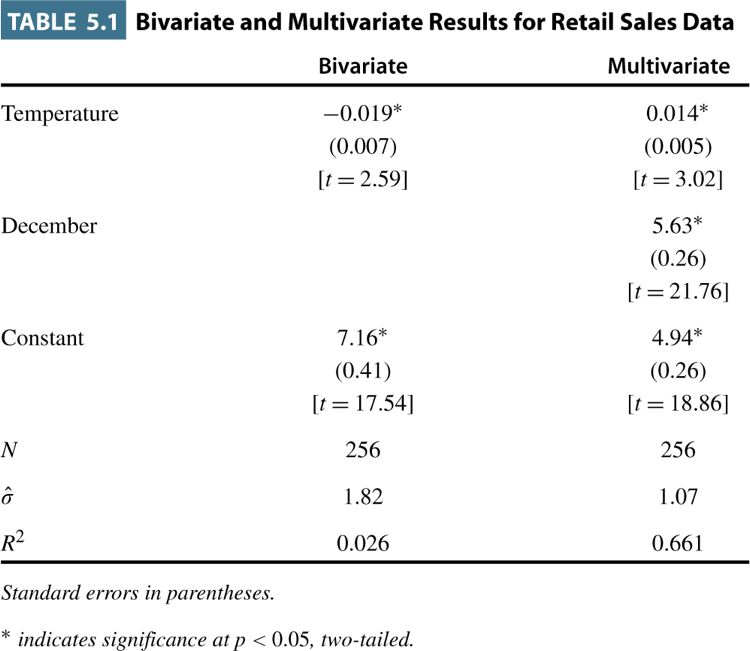 TABLE 5.1 Bivariate and Multivariate Results for Retail Sales Data
Bivariate Multivariate
Temperature −0.019* 0.014*
(0.007) (0.005)
[t = 2.59] [t = 3.02]
December 5.63*
(0.26)
[t = 21.76]
Constant 7.16* 4.94*
(0.41) (0.26)
[t = 17.54] [t = 18.86]
N 256 256
σ̂ 1.82 1.07
R² 0.026 0.661
Standard errors in parentheses.
* indicates significance at p < 0.05, two-tailed.